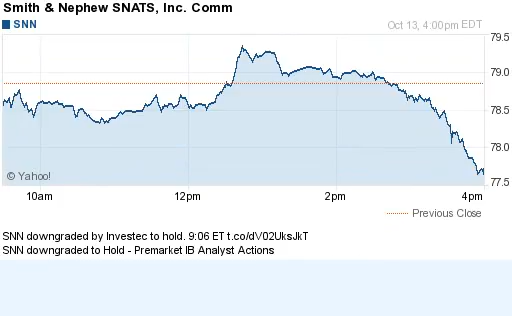 Smith & Nephew SNATS, Inc. Comm
SNN
Oct 13, 4:00pm EDT
79.5
79.0
78.5
78.0
77.5
© Yahoo!
10am 12pm 2pm 4pm
Previous Close
SNN downgraded by Investec to hold. 9:06 ET t.co/dV02UksJkT
SNN downgraded to Hold - Premarket IB Analyst Actions